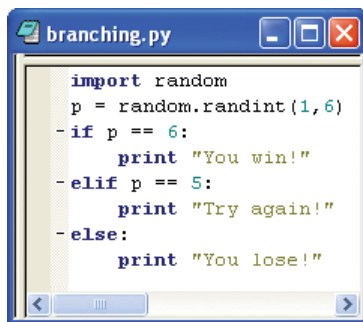 branching.py
import random
p = random.randint(1,6)
if p == 6:
    print "You win!"
elif p == 5:
    print "Try again!"
else:
    print "You lose!"